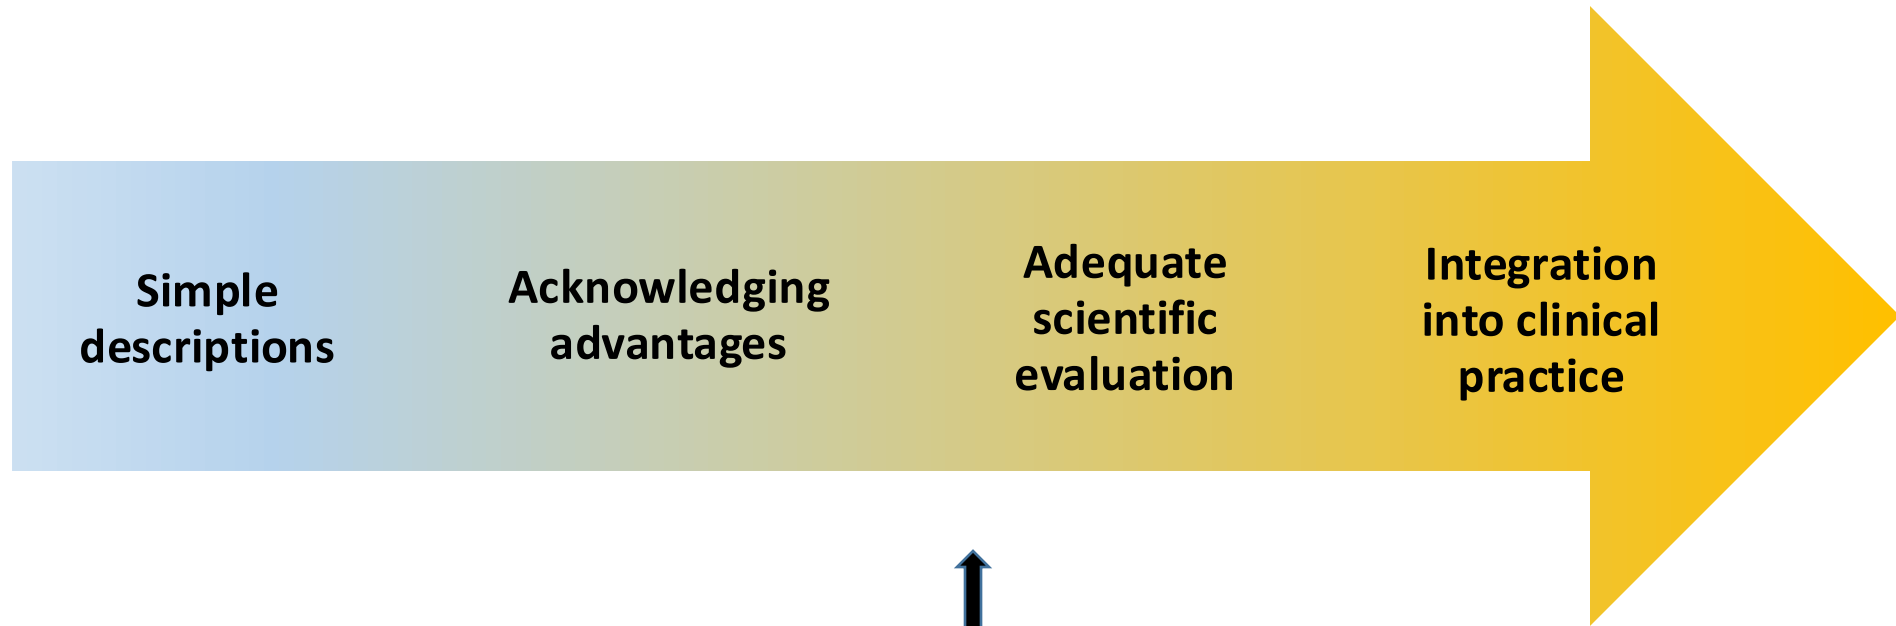 Simple
descriptions
Acknowledging
advantages
Adequate
scientific
evaluation
Integration
into clinical
practice